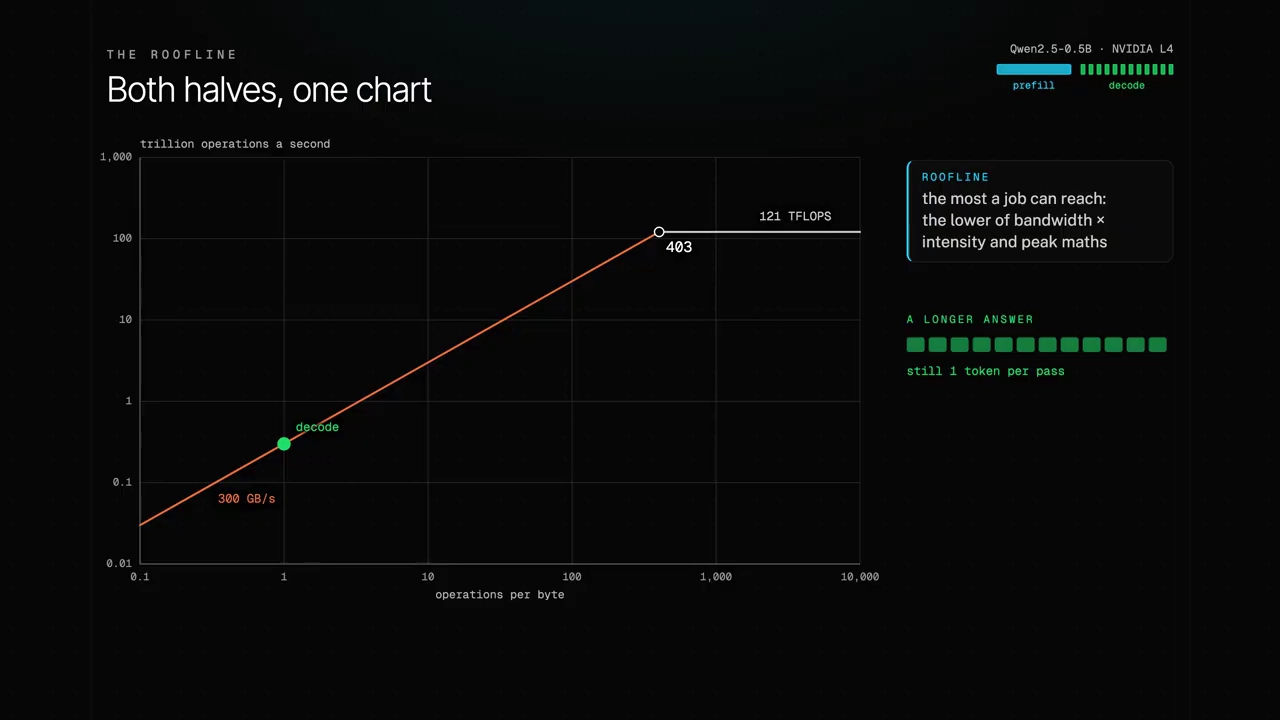 THE ROOFLINE
Both halves, one chart
Qwen2.5-0.5B · NVIDIA L4
prefill
decode
trillion operations a second
1,000
100
10
1
0.1
0.01
0.1
1
10
100
1,000
10,000
operations per byte
121 TFLOPS
403
decode
300 GB/s
ROOFLINE
the most a job can reach:
the lower of bandwidth ×
intensity and peak maths
A LONGER ANSWER
still 1 token per pass